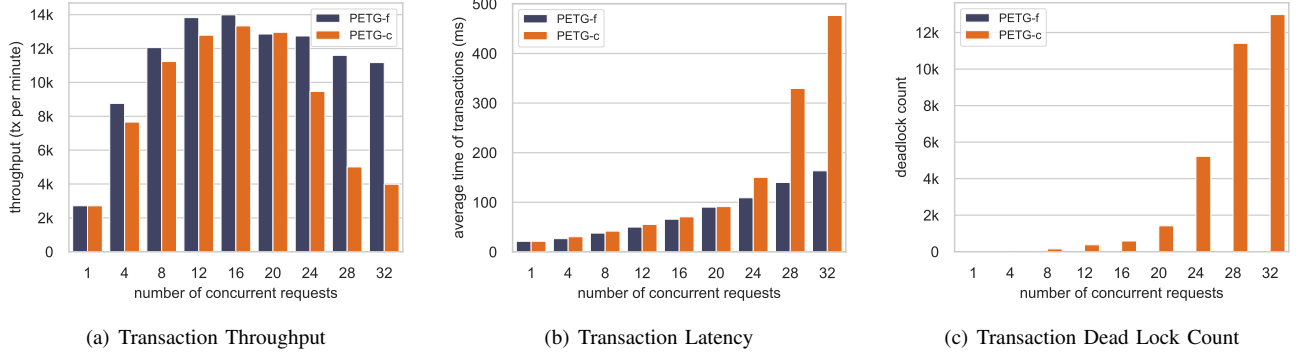 throughput (tx per minute)
14k
12k
10k
8k
6k
4k
2k
0
PETG-f
PETG-c
1 4 8 12 16 20 24 28 32
number of concurrent requests
(a) Transaction Throughput
average time of transactions (ms)
500
400
300
200
100
0
PETG-f
PETG-c
1 4 8 12 16 20 24 28 32
number of concurrent requests
(b) Transaction Latency
deadlock count
12k
10k
8k
6k
4k
2k
0
PETG-f
PETG-c
1 4 8 12 16 20 24 28 32
number of concurrent requests
(c) Transaction Dead Lock Count